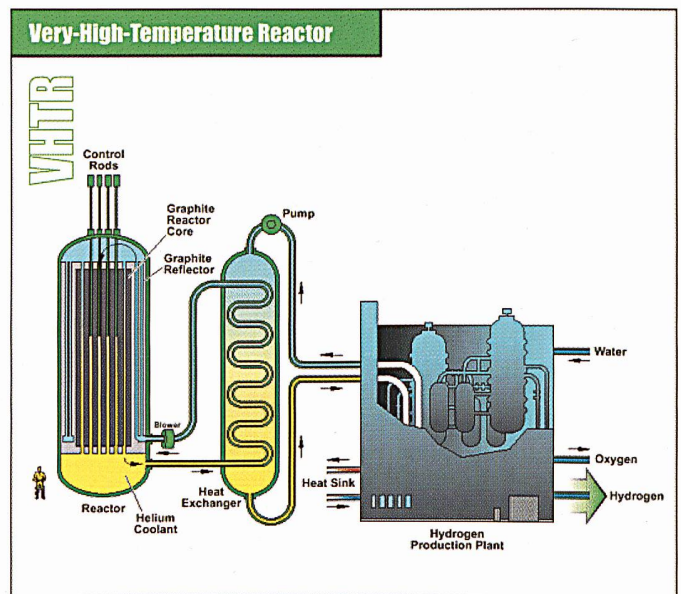 Very-High-Temperature Reactor
VHTR
Control
Rods
Graphite
Reactor
Core
Graphite
Reflector
Pump
Blower
Water
Oxygen
Heat Sink
Hydrogen
Heat
Exchanger
Reactor
Helium
Coolant
Hydrogen
Production Plant